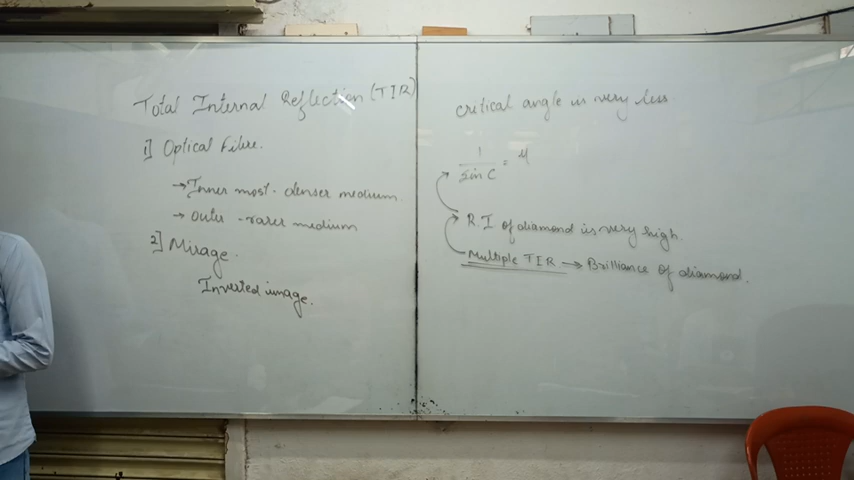 Total Internal Reflection (TIR)
1] Optical Fibre.
→ Inner most - denser medium
→ Outer - rarer medium
2] Mirage.
Inverted image.
critical angle is very less.
1/sin C = μ
R.I of diamond is very high.
Multiple TIR → Brilliance of diamond.